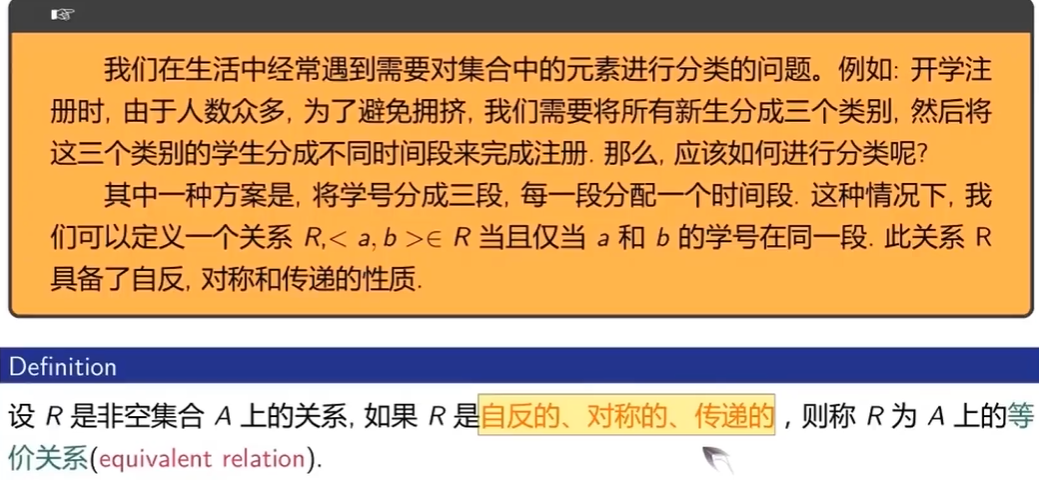 ☞
我们在生活中经常遇到需要对集合中的元素进行分类的问题。例如: 开学注
册时, 由于人数众多, 为了避免拥挤, 我们需要将所有新生分成三个类别, 然后将
这三个类别的学生分成不同时间段来完成注册. 那么, 应该如何进行分类呢?
其中一种方案是, 将学号分成三段, 每一段分配一个时间段. 这种情况下, 我
们可以定义一个关系 R,< a, b >∈ R 当且仅当 a 和 b 的学号在同一段. 此关系 R
具备了自反, 对称和传递的性质.
Definition
设 R 是非空集合 A 上的关系, 如果 R 是自反的、对称的、传递的 , 则称 R 为 A 上的等
价关系(equivalent relation).